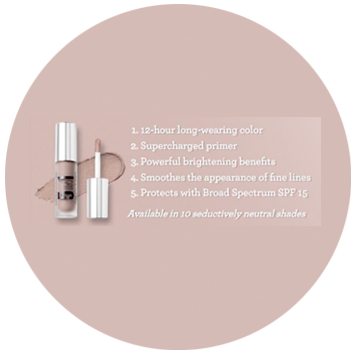 1. 12-hour long-wearing color
2. Supercharged primer
3. Powerful brightening benefits
4. Smoothes the appearance of fine lines
5. Protects with Broad Spectrum SPF 15
Available in 10 seductively neutral shades